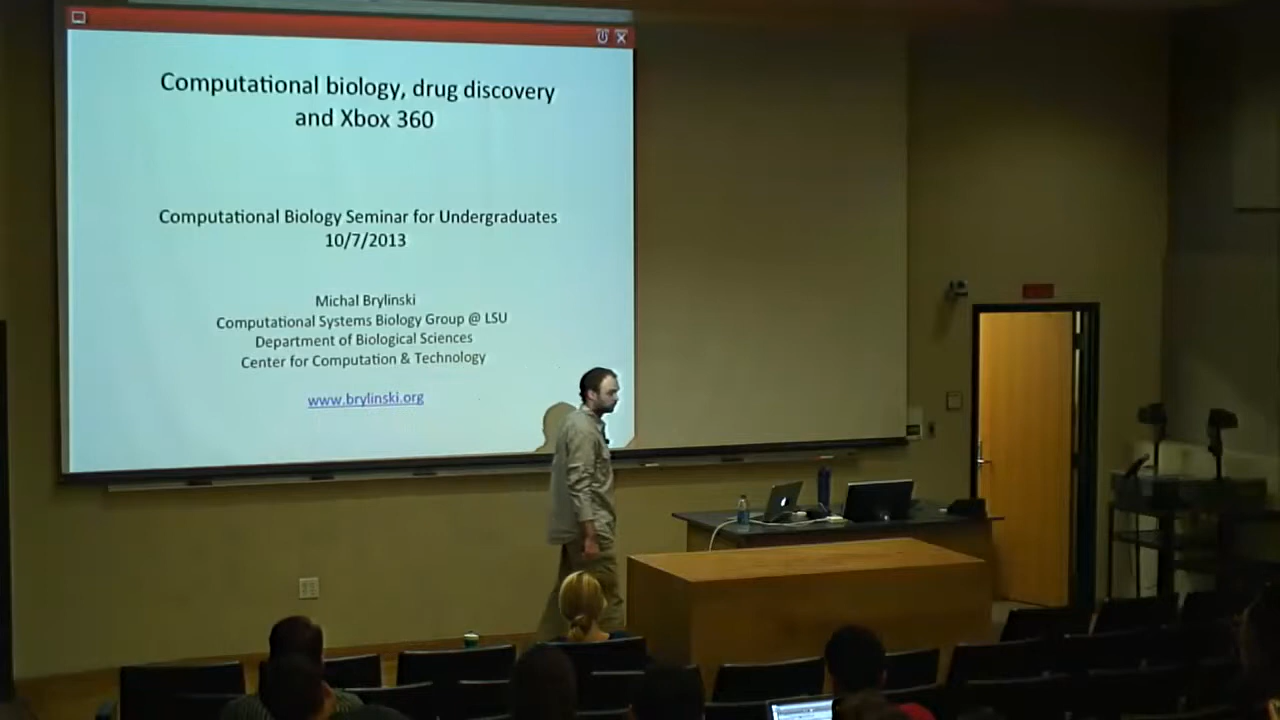 Computational biology, drug discovery
and Xbox 360
Computational Biology Seminar for Undergraduates
10/7/2013
Michal Brylinski
Computational Systems Biology Group @ LSU
Department of Biological Sciences
Center for Computation & Technology
www.brylinski.org